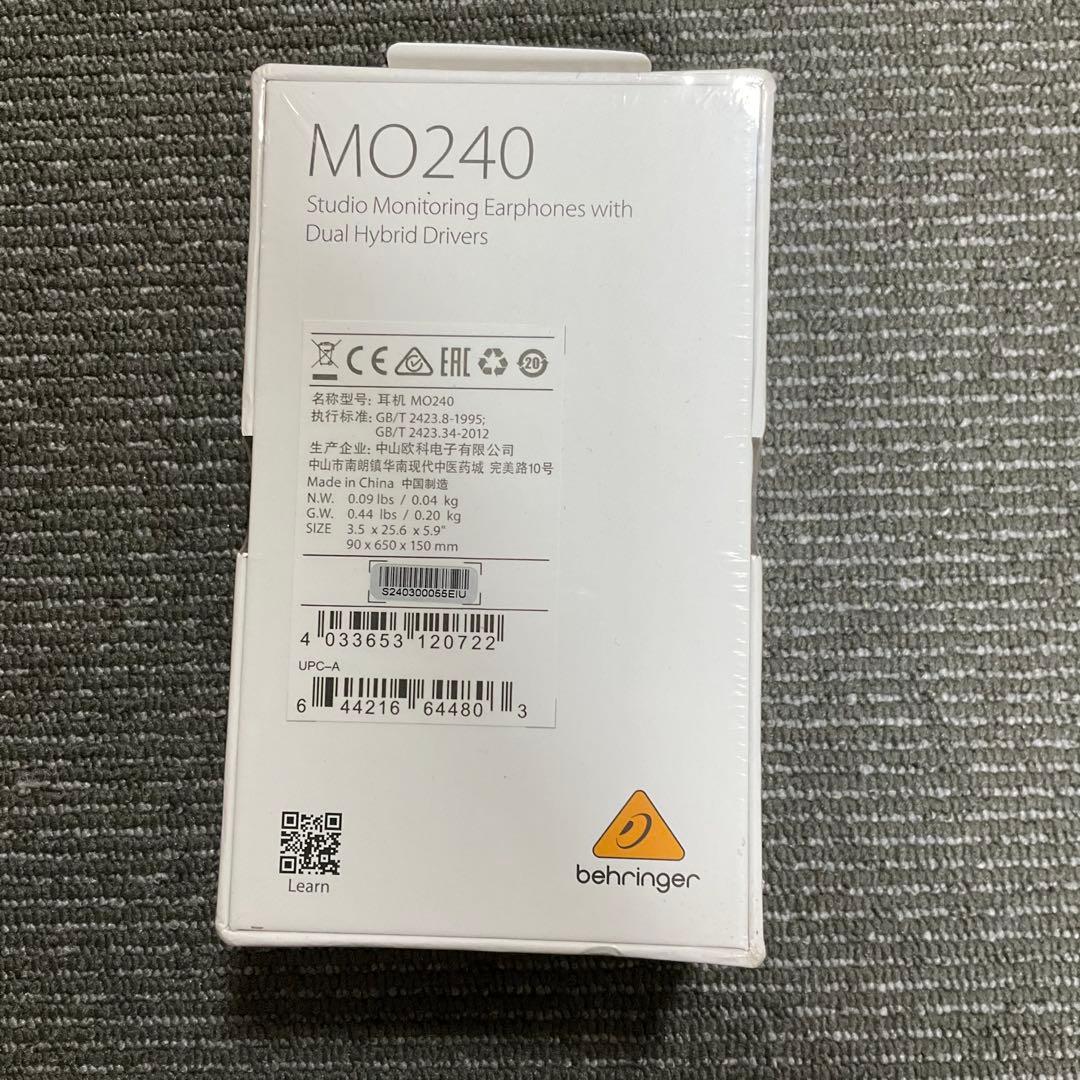 MO240
Studio Monitoring Earphones with
Dual Hybrid Drivers
CE EAC 20
名称型号: 耳机 MO240
执行标准: GB/T 2423.8-1995;
GB/T 2423.34-2012
生产企业: 中山欧科电子有限公司
中山市南朗镇华南现代中医药城 完美路10号
Made in China 中国制造
N.W. 0.09 lbs / 0.04 kg
G.W. 0.44 lbs / 0.20 kg
SIZE 3.5 x 25.6 x 5.9"
90 x 650 x 150 mm
S240300055EIU
4 033653 120722
UPC-A
6 44216 64480 3
Learn
behringer